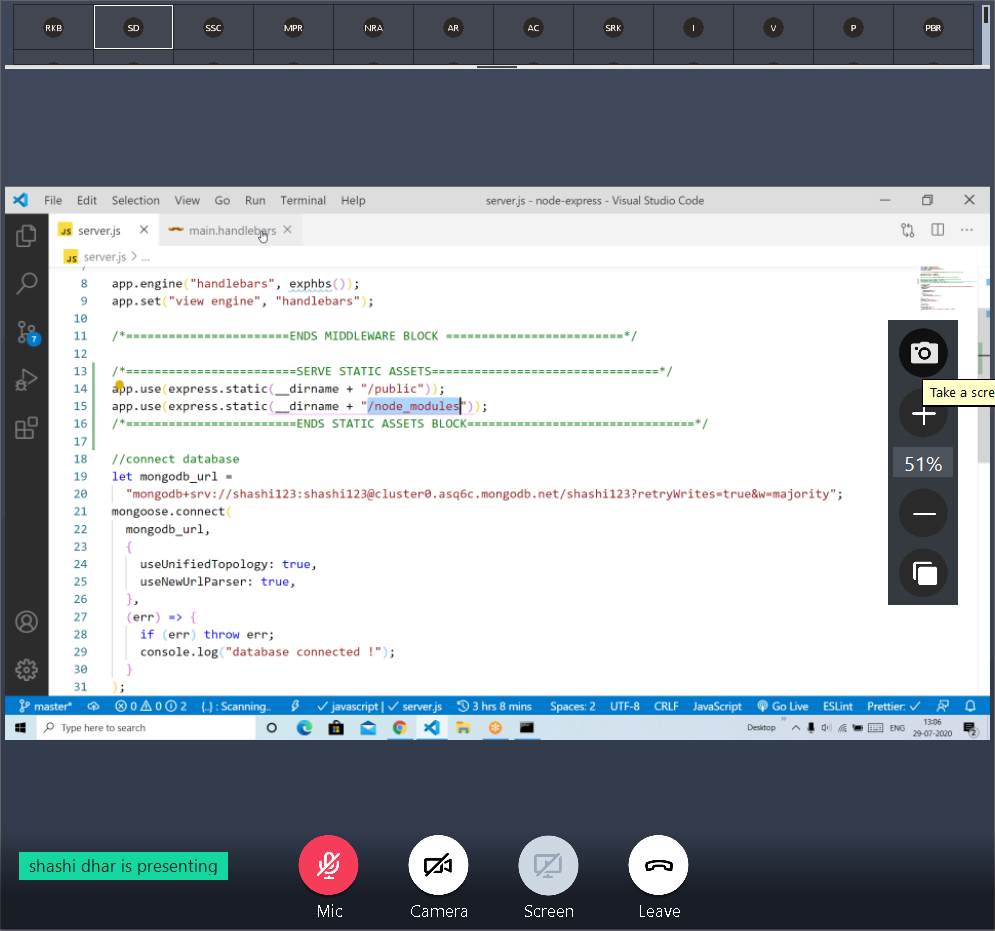 RKB SD SSC MPR NRA AR AC SRK I V P PBR
File Edit Selection View Go Run Terminal Help server.js - node-express - Visual Studio Code
JS server.js main.handlebars
JS server.js > ...
8 app.engine("handlebars", exphbs());
9 app.set("view engine", "handlebars");
10
11 /*=======================ENDS MIDDLEWARE BLOCK =========================*/
12
13 /*========================SERVE STATIC ASSETS================================*/
14 app.use(express.static(__dirname + "/public"));
15 app.use(express.static(__dirname + "/node_modules"));
16 /*=======================ENDS STATIC ASSETS BLOCK================================*/
17
18 //connect database
19 let mongodb_url =
20 "mongodb+srv://shashi123:shashi123@cluster0.asq6c.mongodb.net/shashi123?retryWrites=true&w=majority";
21 mongoose.connect(
22 mongodb_url,
23 {
24 useUnifiedTopology: true,
25 useNewUrlParser: true,
26 },
27 (err) => {
28 if (err) throw err;
29 console.log("database connected !");
30 }
31 );
7
Take a scre
51%
master* 0 0 2 {..} : Scanning.. javascript | server.js 3 hrs 8 mins Spaces: 2 UTF-8 CRLF JavaScript Go Live ESLint Prettier:
Type here to search Desktop ENG 13:06
29-07-2020 2
shashi dhar is presenting
Mic Camera Screen Leave